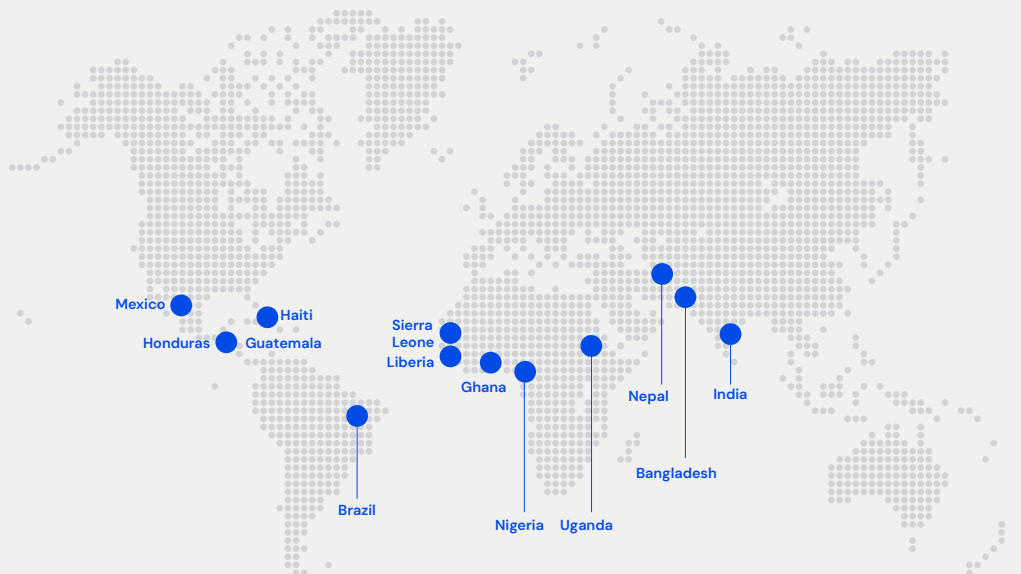 Mexico
Haiti
Honduras
Guatemala
Sierra
Leone
Liberia
Ghana
Nepal
India
Bangladesh
Brazil
Nigeria
Uganda